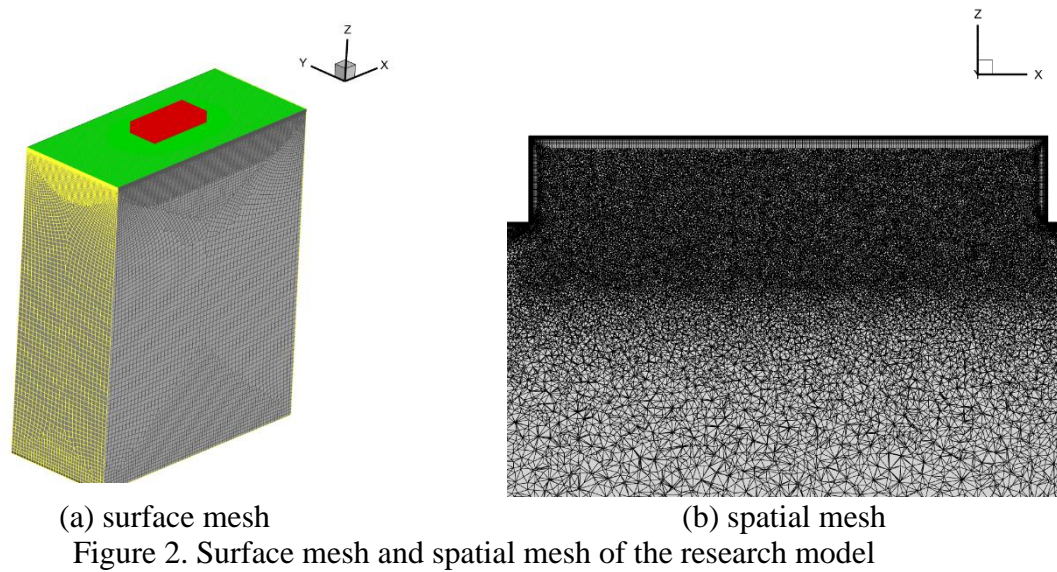 Z
Y
X
Z
Y
X
(a) surface mesh
(b) spatial mesh
Figure 2. Surface mesh and spatial mesh of the research model